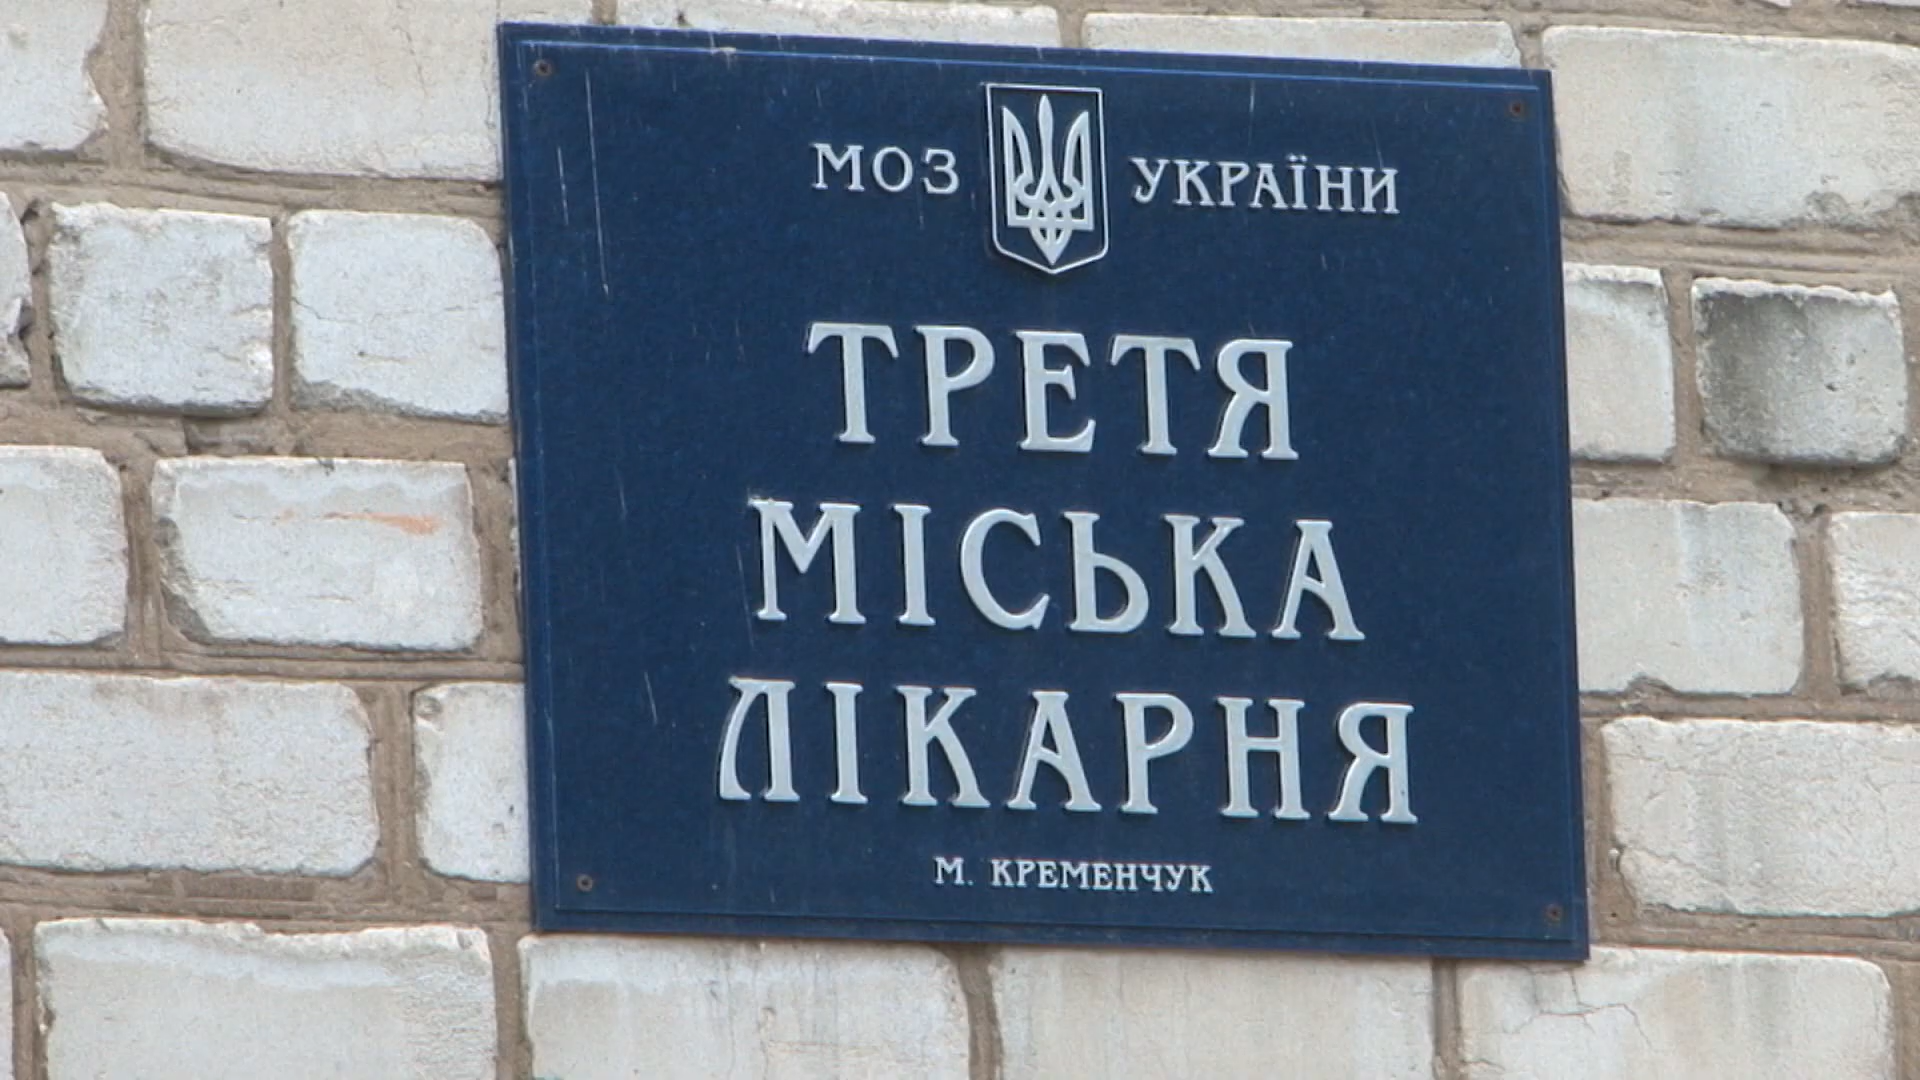 МОЗ УКРАЇНИ
ТРЕТЯ
МІСЬКА
ЛІКАРНЯ
М. КРЕМЕНЧУК